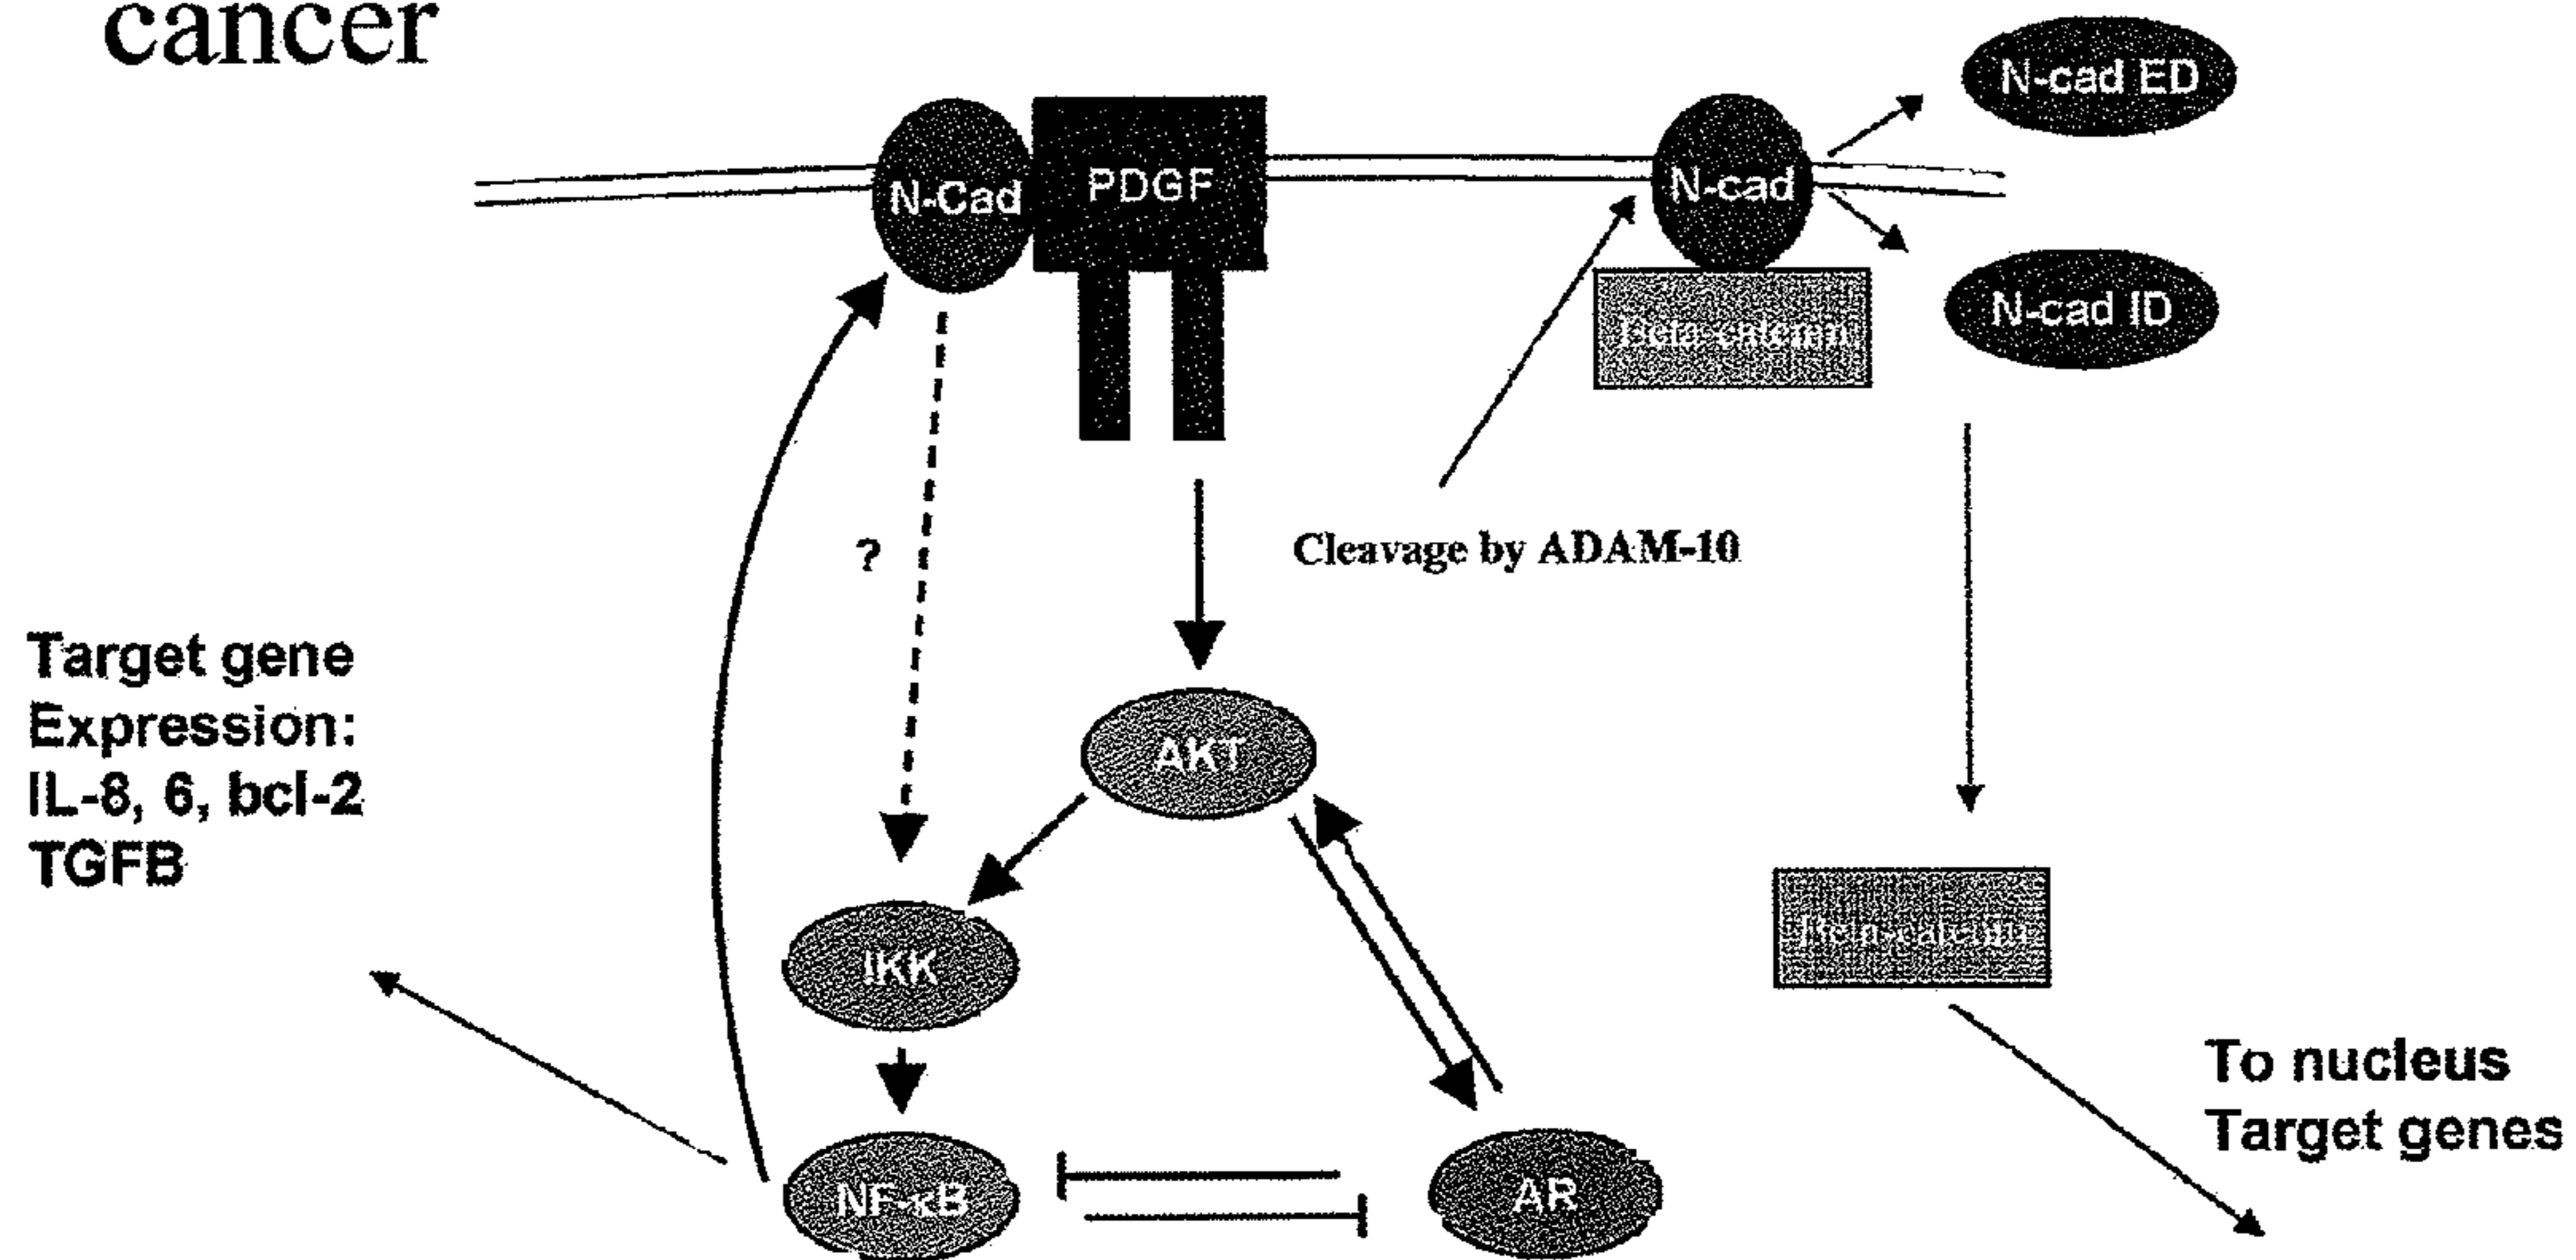 cancer
N-cad ED
N-Cad
PDGF
N-cad
N-cad ID
?
Cleavage by ADAM-10
Target gene
Expression:
IL-8, 6, bcl-2
TGFB
AKT
IKK
To nucleus
Target genes
NF-κB
AR